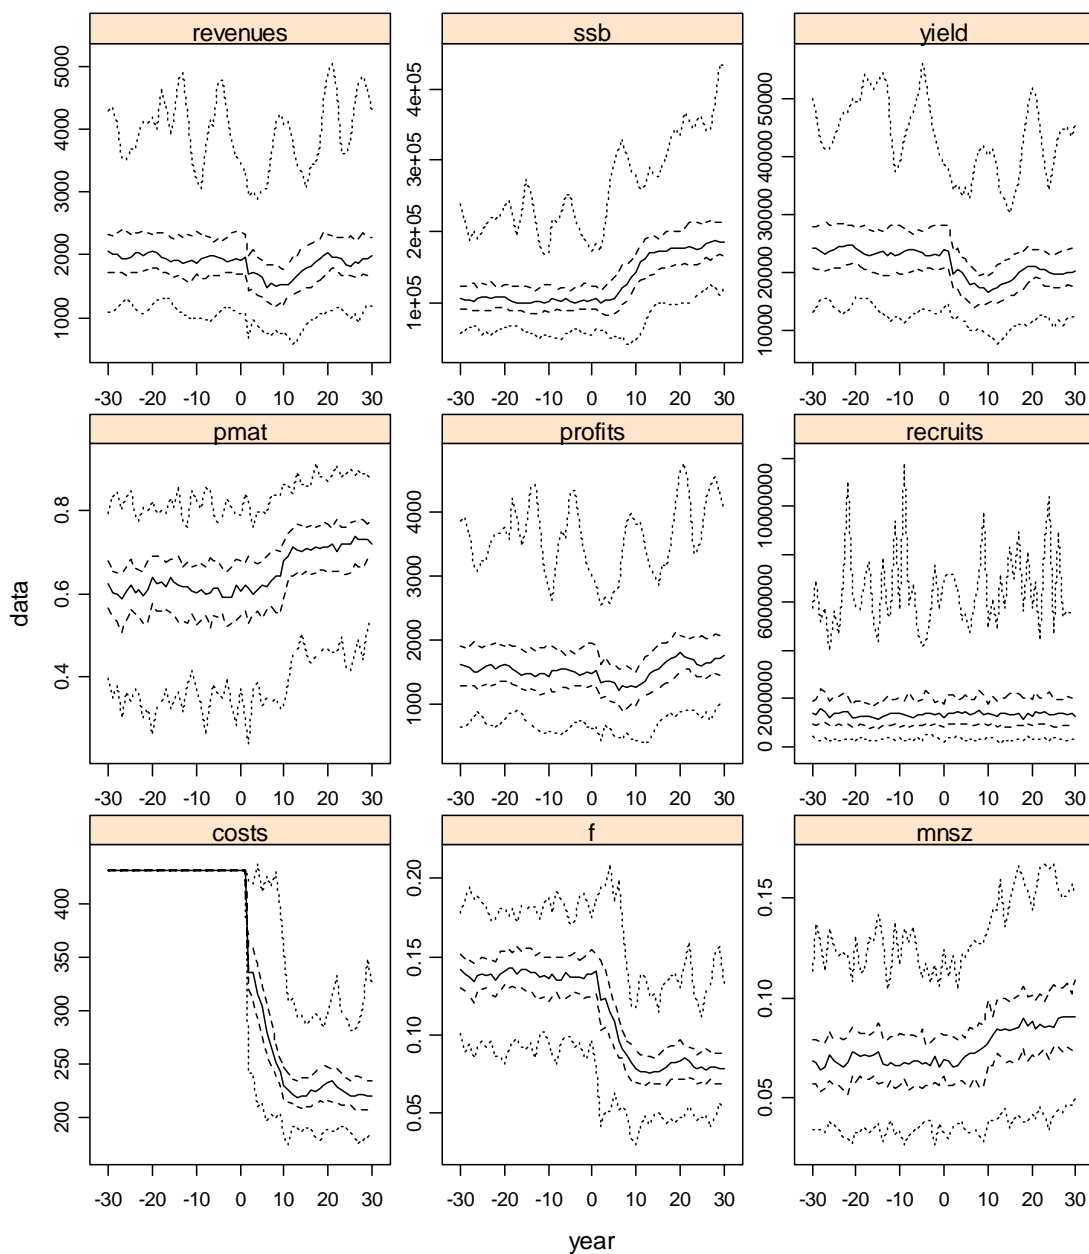 revenues ssb yield
1000 2000 3000 4000 5000
1e+05 2e+05 3e+05 4e+05
10000 20000 30000 40000 50000
-30 -20 -10 0 10 20 30 -30 -20 -10 0 10 20 30 -30 -20 -10 0 10 20 30
pmat profits recruits
0.4 0.6 0.8
1000 2000 3000 4000
0 2000000 6000000 10000000
-30 -20 -10 0 10 20 30 -30 -20 -10 0 10 20 30 -30 -20 -10 0 10 20 30
costs f mnsz
200 250 300 350 400
0.05 0.10 0.15 0.20
0.05 0.10 0.15
-30 -20 -10 0 10 20 30 -30 -20 -10 0 10 20 30 -30 -20 -10 0 10 20 30
data
year